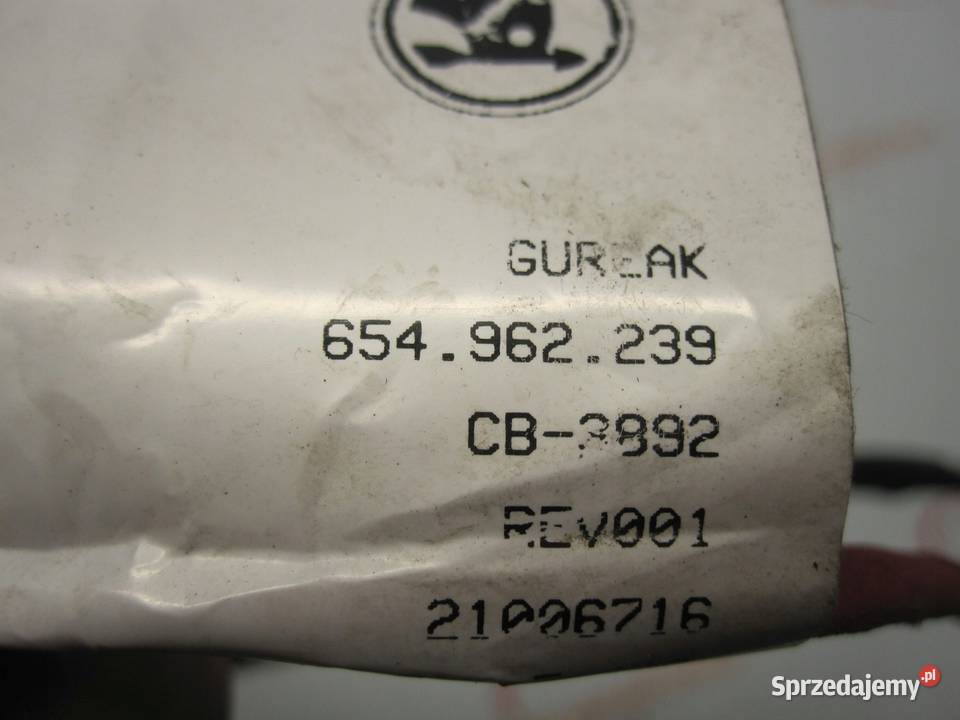 GUREAK
654.962.239
CB-3892
REV001
21006716
Sprzedajemy.pl